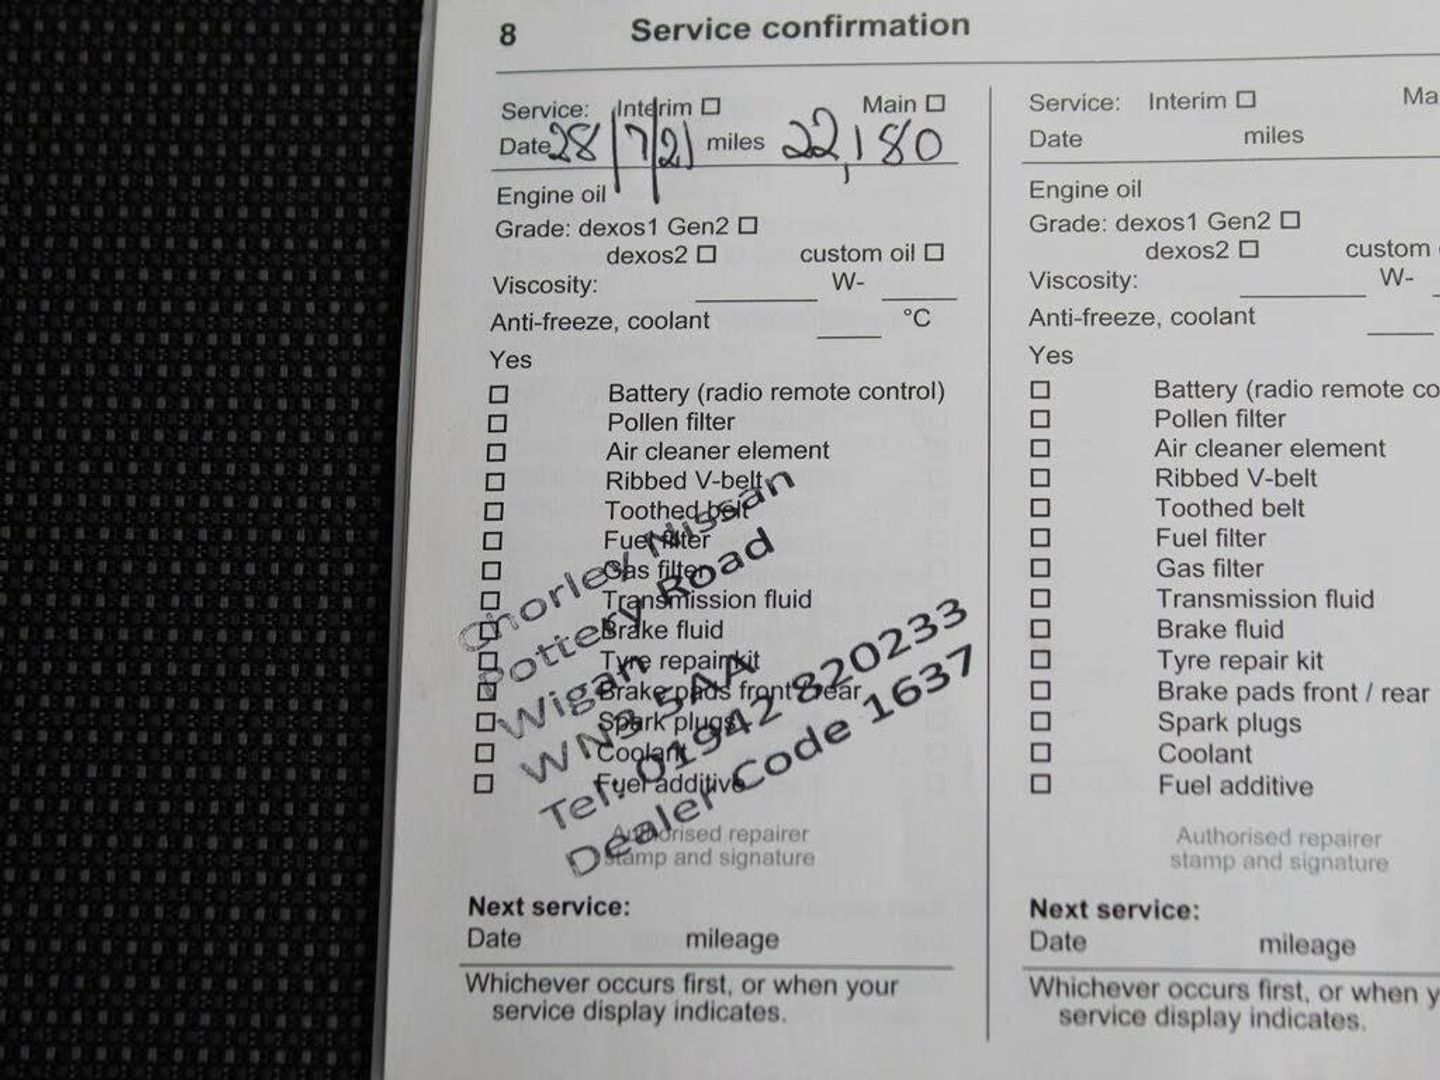 8 Service confirmation
Service: Interim ☐ Main ☐
Date 28/7/21 miles 22,180
Engine oil
Grade: dexos1 Gen2 ☐
dexos2 ☐ custom oil ☐
Viscosity: ____ W- ____
Anti-freeze, coolant ____ °C
Yes
☐ Battery (radio remote control)
☐ Pollen filter
☐ Air cleaner element
☐ Ribbed V-belt
☐ Toothed belt
☐ Fuel filter
☐ Gas filter
☐ Transmission fluid
☐ Brake fluid
☐ Tyre repair kit
☐ Brake pads front / rear
☐ Spark plugs
☐ Coolant
☐ Fuel additive
Chorley Nissan
Pottery Road
Wigan
WN3 5AA
Tel: 01942 820233
Dealer Code 1637
Authorised repairer
stamp and signature
Next service:
Date mileage
Whichever occurs first, or when your
service display indicates.
Service: Interim ☐ Ma
Date miles
Engine oil
Grade: dexos1 Gen2 ☐
dexos2 ☐ custom
Viscosity: ____ W-
Anti-freeze, coolant ____
Yes
☐ Battery (radio remote co
☐ Pollen filter
☐ Air cleaner element
☐ Ribbed V-belt
☐ Toothed belt
☐ Fuel filter
☐ Gas filter
☐ Transmission fluid
☐ Brake fluid
☐ Tyre repair kit
☐ Brake pads front / rear
☐ Spark plugs
☐ Coolant
☐ Fuel additive
Authorised repairer
stamp and signature
Next service:
Date mileage
Whichever occurs first, or when y
service display indicates.